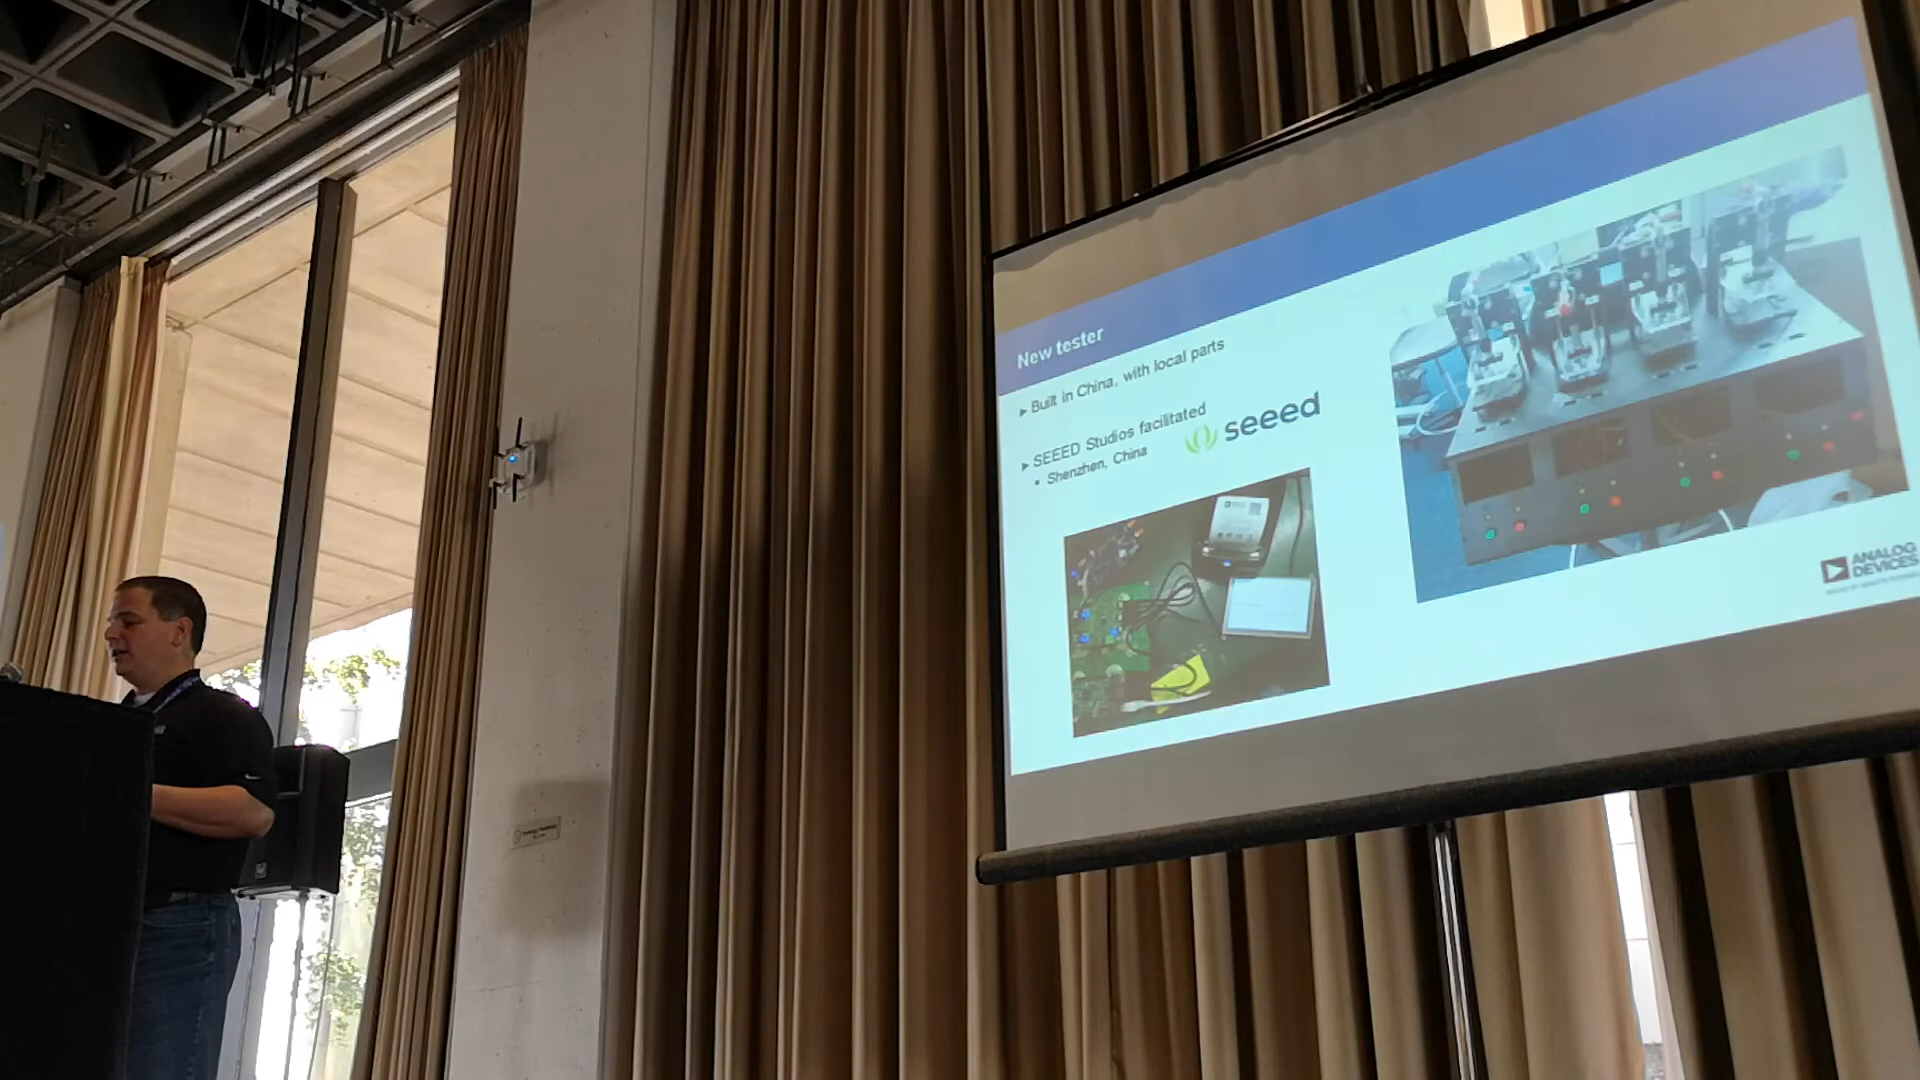 New tester
▸ Built in China, with local parts
▸ SEEED Studios facilitated
▪ Shenzhen, China
seeed
ANALOG
DEVICES